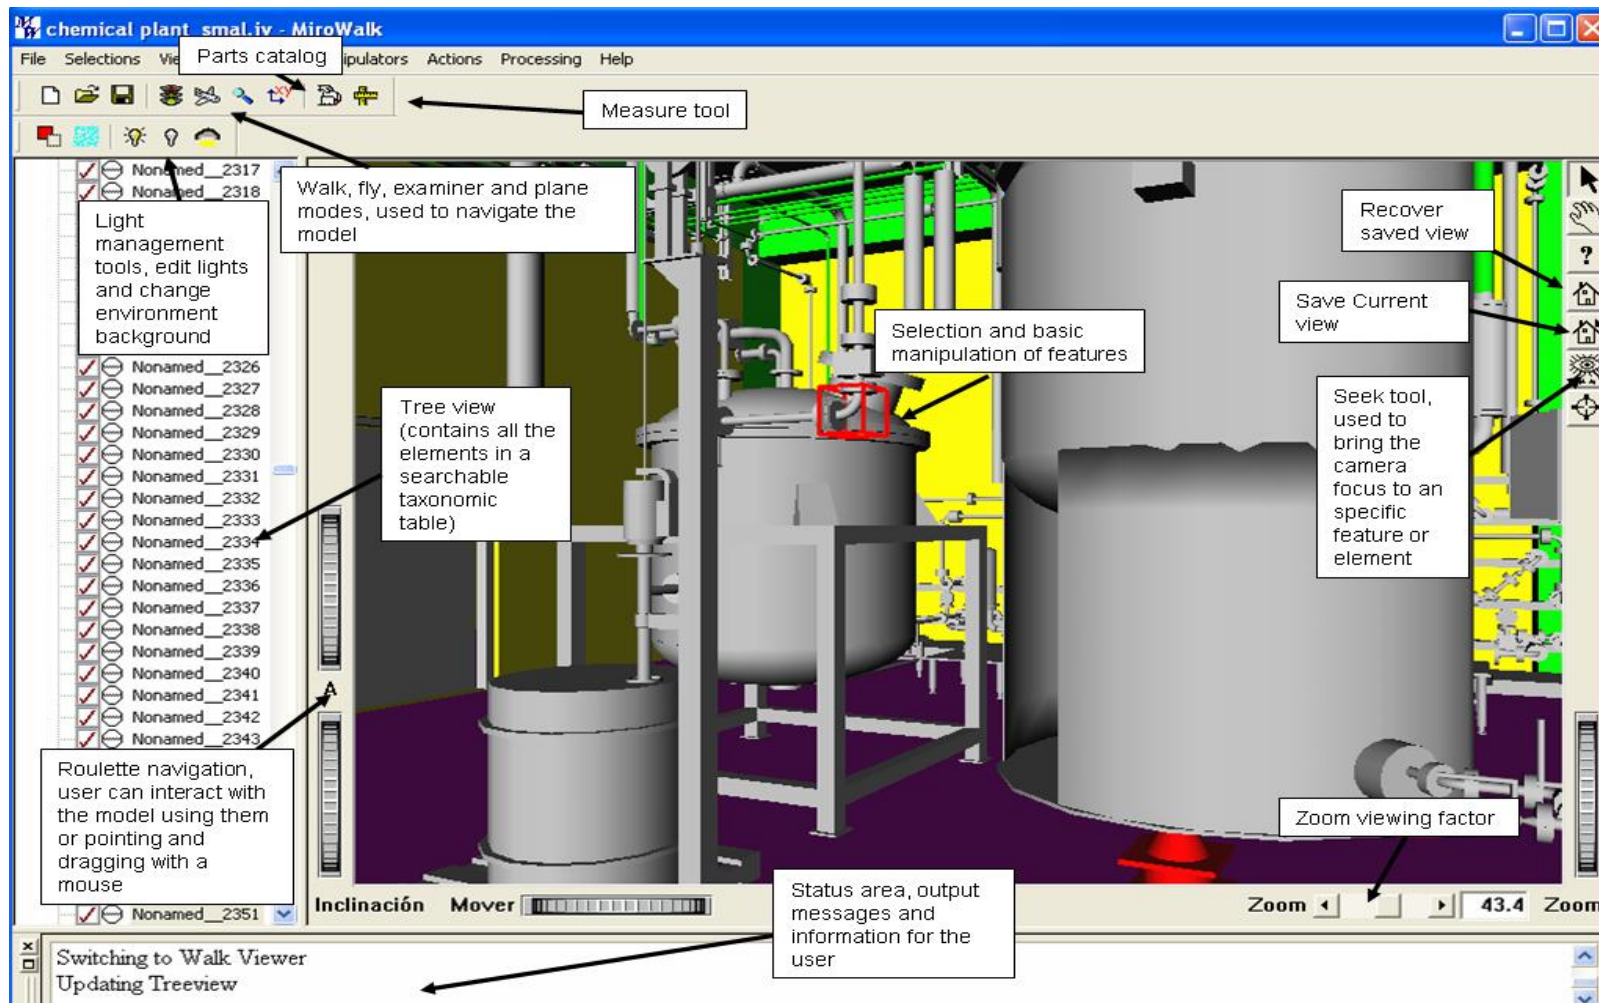 chemical plant_smal.iv - MiroWalk
File Selections Vie
ipulators Actions Processing Help
Parts catalog
Measure tool
Walk, fly, examiner and plane
modes, used to navigate the
model
Light
management
tools, edit lights
and change
environment
background
Recover
saved view
Save Current
view
Selection and basic
manipulation of features
Seek tool,
used to
bring the
camera
focus to an
specific
feature or
element
Tree view
(contains all the
elements in a
searchable
taxonomic
table)
Nonamed__2317
Nonamed__2318
Nonamed__2326
Nonamed__2327
Nonamed__2328
Nonamed__2329
Nonamed__2330
Nonamed__2331
Nonamed__2332
Nonamed__2333
Nonamed__2334
Nonamed__2335
Nonamed__2336
Nonamed__2337
Nonamed__2338
Nonamed__2339
Nonamed__2340
Nonamed__2341
Nonamed__2342
Nonamed__2343
A
Roulette navigation,
user can interact with
the model using them
or pointing and
dragging with a
mouse
Nonamed__2351
Zoom viewing factor
Inclinación Mover
Zoom 43.4 Zoom
Status area, output
messages and
information for the
user
Switching to Walk Viewer
Updating Treeview